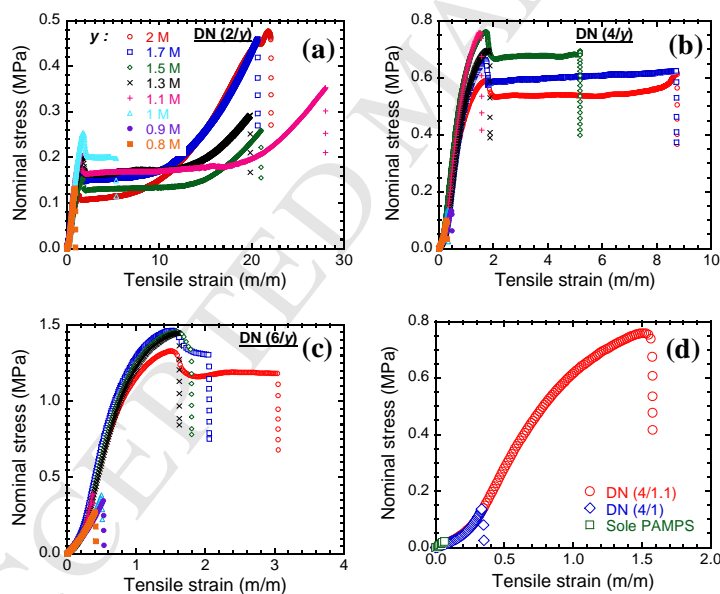 y :
DN (2/y)
(a)
2 M
1.7 M
1.5 M
1.3 M
1.1 M
1 M
0.9 M
0.8 M
Nominal stress (MPa)
0.5
0.4
0.3
0.2
0.1
0.0
0 10 20 30
Tensile strain (m/m)
DN (4/y)
(b)
Nominal stress (MPa)
0.8
0.6
0.4
0.2
0.0
0 2 4 6 8 10
Tensile strain (m/m)
DN (6/y)
(c)
Nominal stress (MPa)
1.5
1.0
0.5
0.0
0 1 2 3 4
Tensile strain (m/m)
(d)
Nominal stress (MPa)
0.8
0.6
0.4
0.2
0.0
DN (4/1.1)
DN (4/1)
Sole PAMPS
0.0 0.5 1.0 1.5 2.0
Tensile strain (m/m)
CCEPTED MA